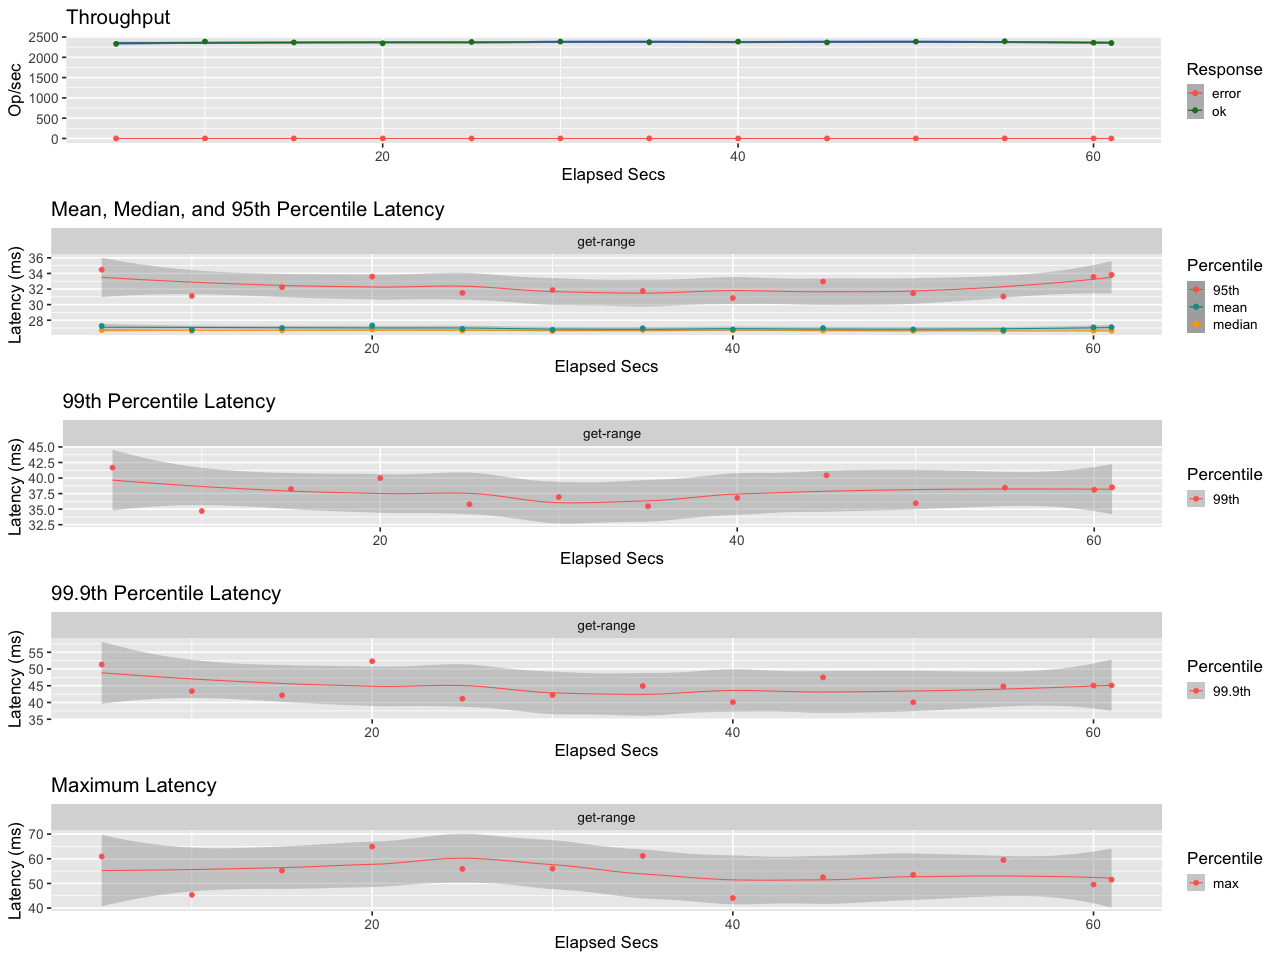 Throughput
Op/sec
2500
2000
1500
1000
500
0
20
40
60
Elapsed Secs
Response
error
ok
Mean, Median, and 95th Percentile Latency
get-range
Latency (ms)
36
34
32
30
28
20
40
60
Elapsed Secs
Percentile
95th
mean
median
99th Percentile Latency
get-range
Latency (ms)
45.0
42.5
40.0
37.5
35.0
32.5
20
40
60
Elapsed Secs
Percentile
99th
99.9th Percentile Latency
get-range
Latency (ms)
55
50
45
40
35
20
40
60
Elapsed Secs
Percentile
99.9th
Maximum Latency
get-range
Latency (ms)
70
60
50
40
20
40
60
Elapsed Secs
Percentile
max